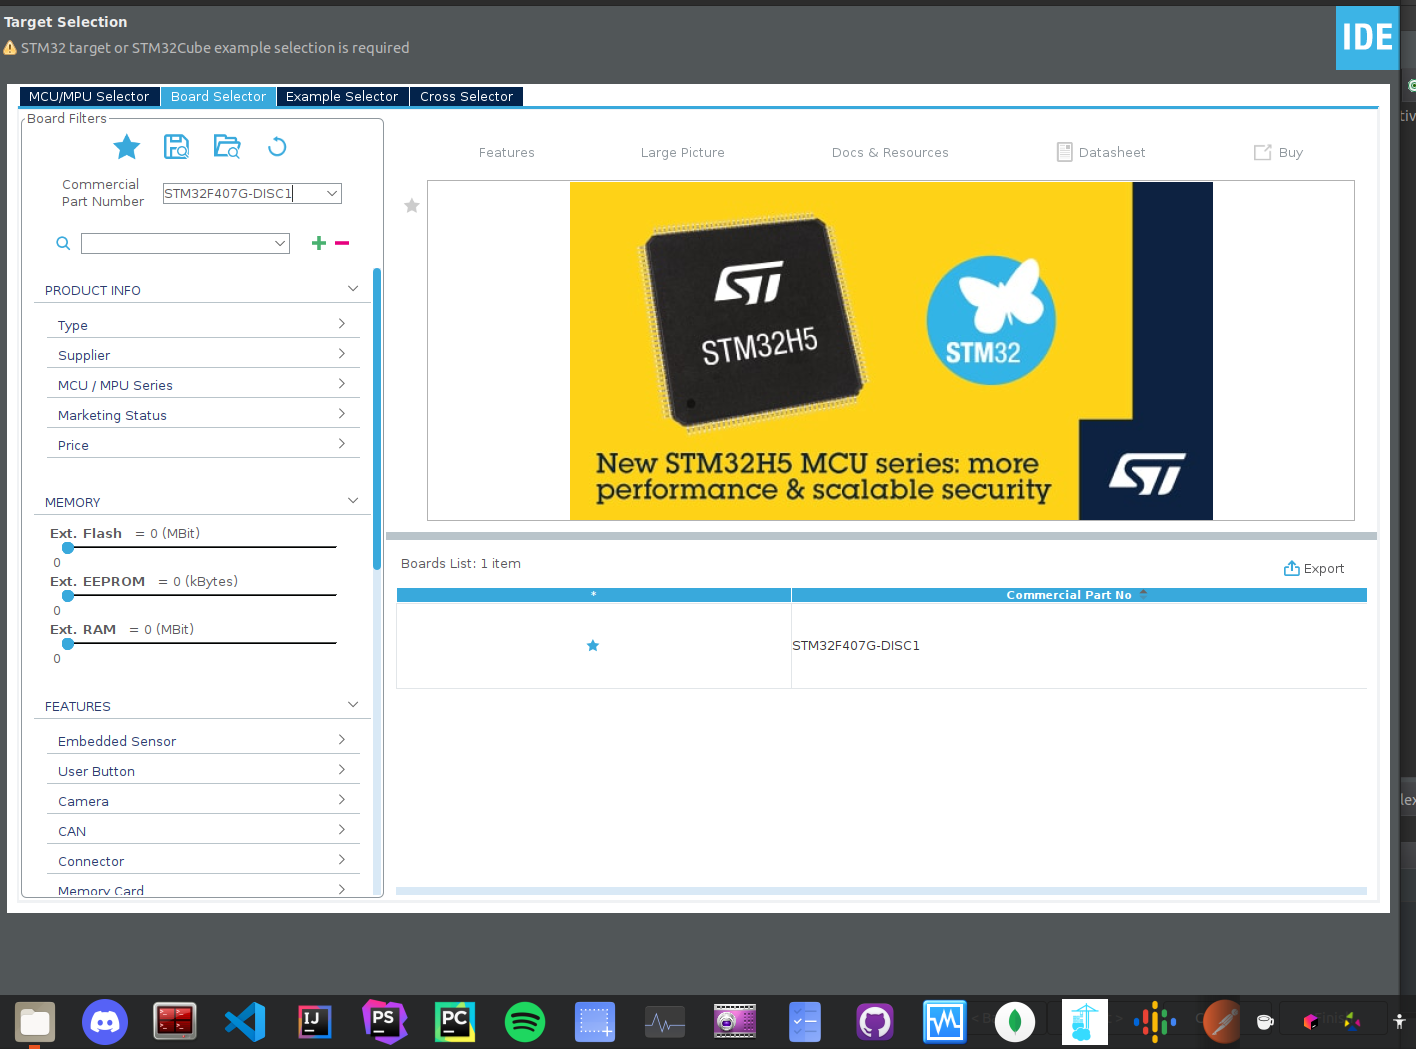 Target Selection
STM32 target or STM32Cube example selection is required
IDE
MCU/MPU Selector
Board Selector
Example Selector
Cross Selector
Board Filters
Commercial
Part Number
STM32F407G-DISC1
PRODUCT INFO
Type
Supplier
MCU / MPU Series
Marketing Status
Price
MEMORY
Ext. Flash = 0 (MBit)
0
Ext. EEPROM = 0 (kBytes)
0
Ext. RAM = 0 (MBit)
0
FEATURES
Embedded Sensor
User Button
Camera
CAN
Connector
Memory Card
Features
Large Picture
Docs & Resources
Datasheet
Buy
ST
STM32H5
STM32
New STM32H5 MCU series: more
performance & scalable security
ST
Boards List: 1 item
Export
*
Commercial Part No
STM32F407G-DISC1
IJ
PS
PC